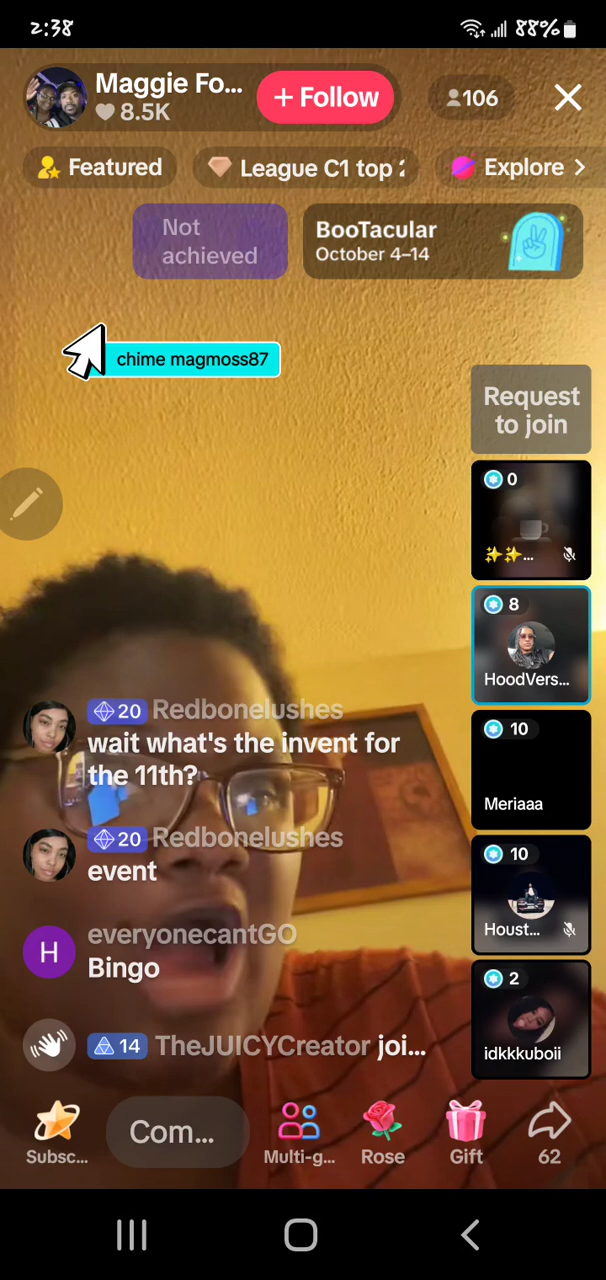 2:38
88%
Maggie Fo...
8.5K
+ Follow
106
Featured
League C1 top 2
Explore
Not
achieved
BooTacular
October 4–14
chime magmoss87
Request
to join
0
✨✨...
8
HoodVers...
20 Redbonelushes
wait what's the invent for
the 11th?
10
Meriaaa
20 Redbonelushes
event
10
Houst...
H
everyonecantGO
Bingo
2
idkkkuboii
14 TheJUICYCreator joi...
Com...
Subsc...
Multi-g...
Rose
Gift
62